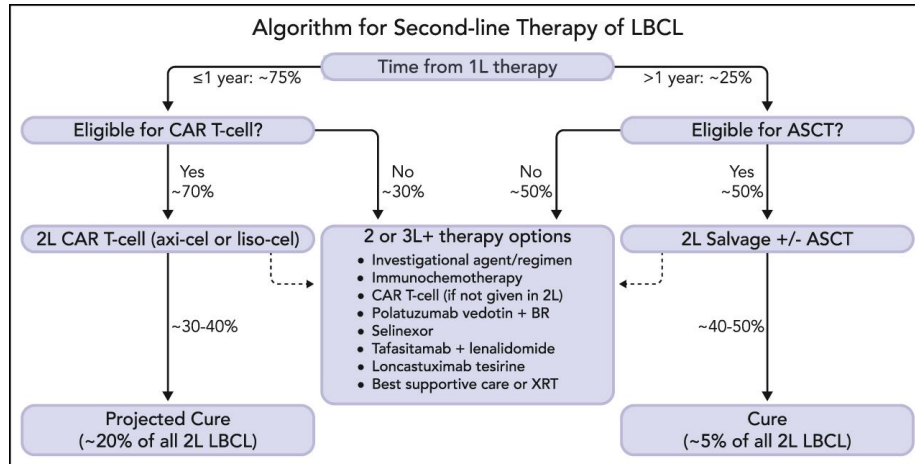 Algorithm for Second-line Therapy of LBCL
Time from 1L therapy
≤1 year: ~75%
>1 year: ~25%
Eligible for CAR T-cell?
Eligible for ASCT?
Yes
~70%
No
~30%
No
~50%
Yes
~50%
2L CAR T-cell (axi-cel or liso-cel)
2 or 3L+ therapy options
• Investigational agent/regimen
• Immunochemotherapy
• CAR T-cell (if not given in 2L)
• Polatuzumab vedotin + BR
• Selinexor
• Tafasitamab + lenalidomide
• Loncastuximab tesirine
• Best supportive care or XRT
2L Salvage +/- ASCT
~30-40%
~40-50%
Projected Cure
(~20% of all 2L LBCL)
Cure
(~5% of all 2L LBCL)